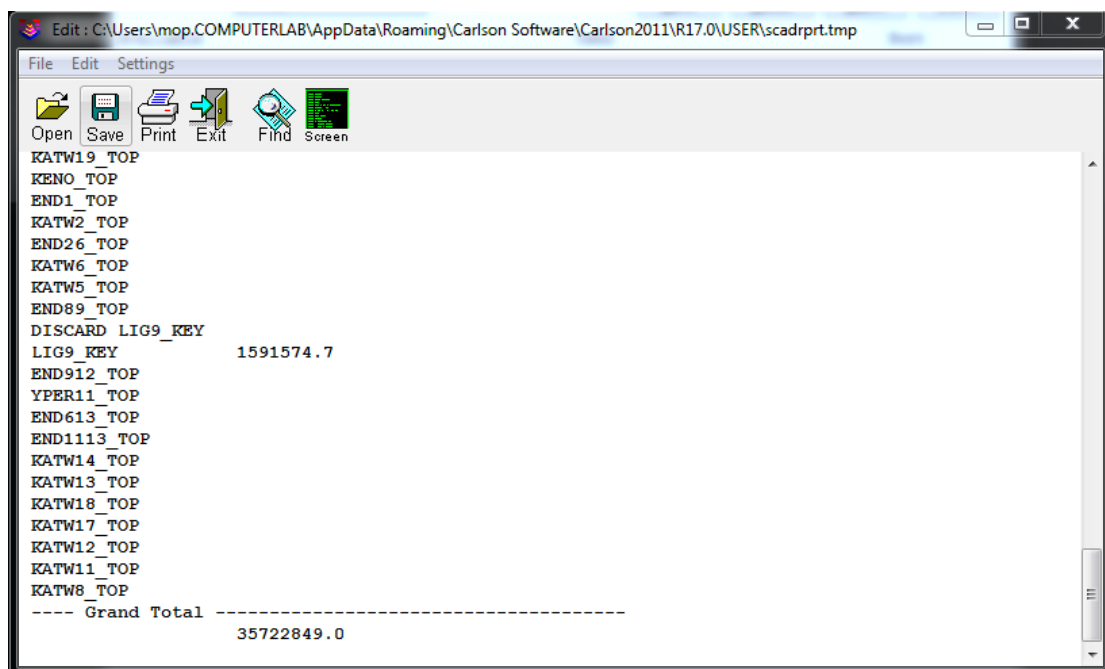 Edit : C:\Users\mop.COMPUTERLAB\AppData\Roaming\Carlson Software\Carlson2011\R17.0\USER\scadrprt.tmp
File Edit Settings
Open Save Print Exit Find Screen
KATW19_TOP
KENO_TOP
END1_TOP
KATW2_TOP
END26_TOP
KATW6_TOP
KATW5_TOP
END89_TOP
DISCARD LIG9_KEY
LIG9_KEY 1591574.7
END912_TOP
YPER11_TOP
END613_TOP
END1113_TOP
KATW14_TOP
KATW13_TOP
KATW18_TOP
KATW17_TOP
KATW12_TOP
KATW11_TOP
KATW8_TOP
---- Grand Total --------------------------------------
35722849.0